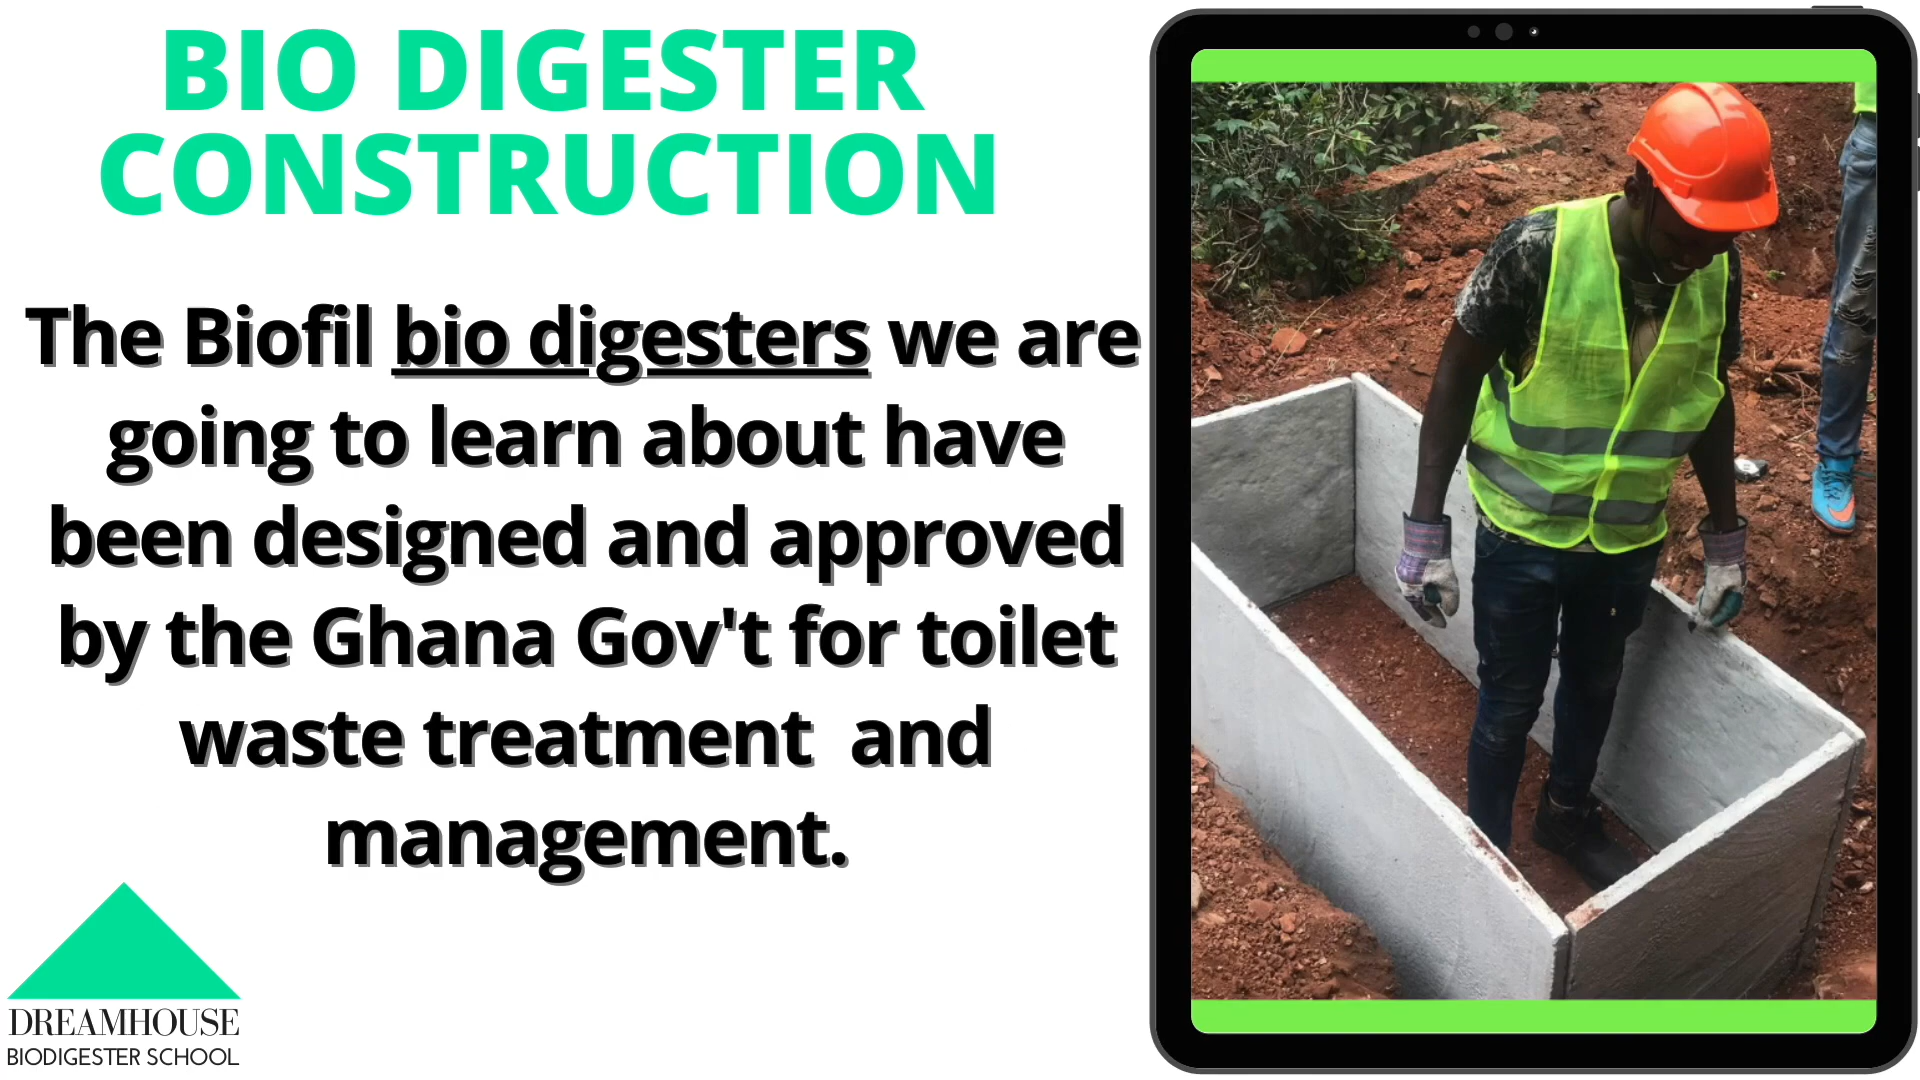 BIO DIGESTER
CONSTRUCTION
The Biofil bio digesters we are
going to learn about have
been designed and approved
by the Ghana Gov't for toilet
waste treatment  and
management.
DREAMHOUSE
BIODIGESTER SCHOOL